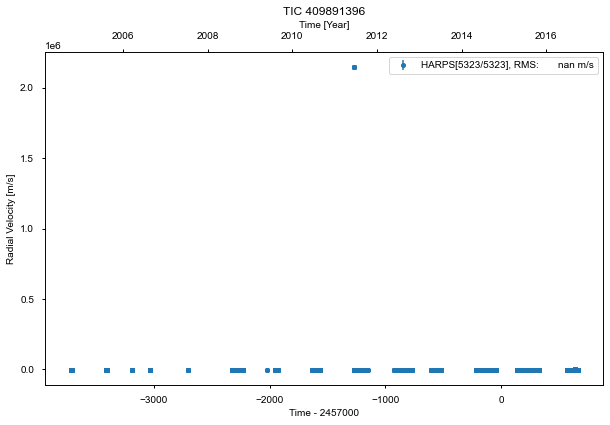 TIC 409891396
Time [Year]
2006 2008 2010 2012 2014 2016
1e6
HARPS[5323/5323], RMS: nan m/s
2.0
1.5
1.0
0.5
0.0
Radial Velocity [m/s]
−3000 −2000 −1000 0
Time - 2457000